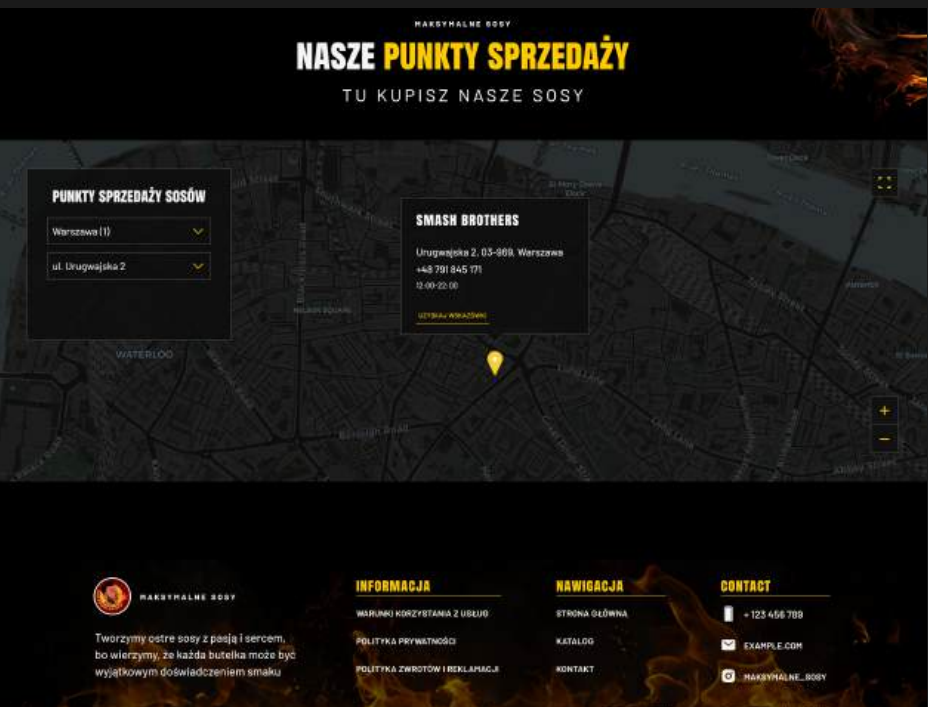 MAKSYMALNE SOSY
NASZE PUNKTY SPRZEDAŻY
TU KUPISZ NASZE SOSY
PUNKTY SPRZEDAŻY SOSÓW
Warszawa (1)
ul. Urugwajska 2
SMASH BROTHERS
Urugwajska 2, 03-969, Warszawa
+48 791 845 171
12:00-22:00
UZYSKAJ WSKAZÓWKI
WATERLOO
+
−
MAKSYMALNE SOSY
Tworzymy ostre sosy z pasją i sercem,
bo wierzymy, że każda butelka może być
wyjątkowym doświadczeniem smaku
INFORMACJA
WARUNKI KORZYSTANIA Z USŁUG
POLITYKA PRYWATNOŚCI
POLITYKA ZWROTÓW I REKLAMACJI
NAWIGACJA
STRONA GŁÓWNA
KATALOG
KONTAKT
CONTACT
+ 123 456 789
EXAMPLE.COM
MAKSYMALNE_SOSY